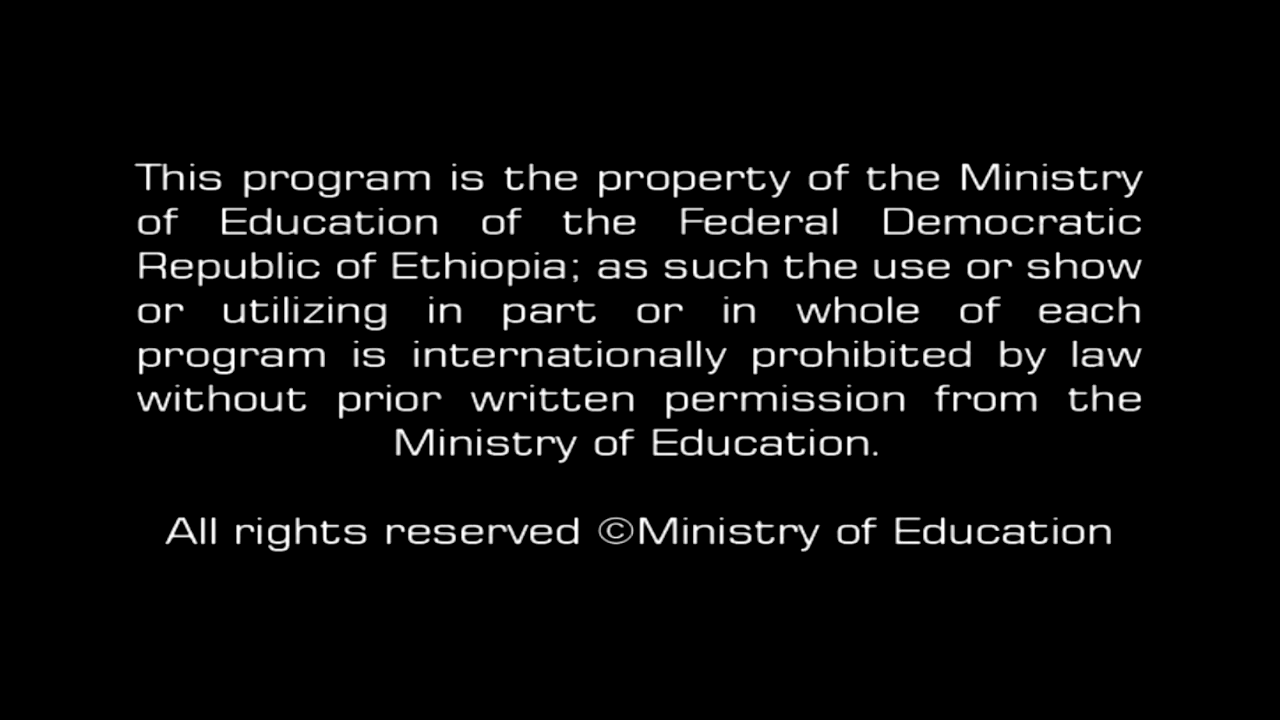 This program is the property of the Ministry
of Education of the Federal Democratic
Republic of Ethiopia; as such the use or show
or utilizing in part or in whole of each
program is internationally prohibited by law
without prior written permission from the
Ministry of Education.
All rights reserved ©Ministry of Education